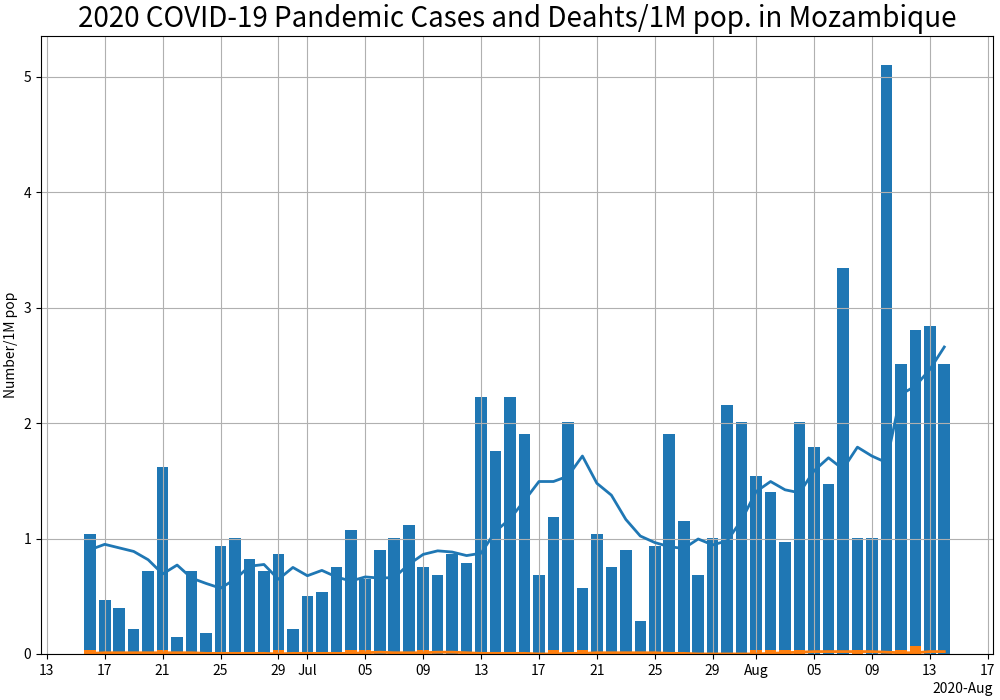 2020 COVID-19 Pandemic Cases and Deahts/1M pop. in Mozambique
Number/1M pop
5
4
3
2
1
0
13 17 21 25 29 Jul 05 09 13 17 21 25 29 Aug 05 09 13 17
2020-Aug